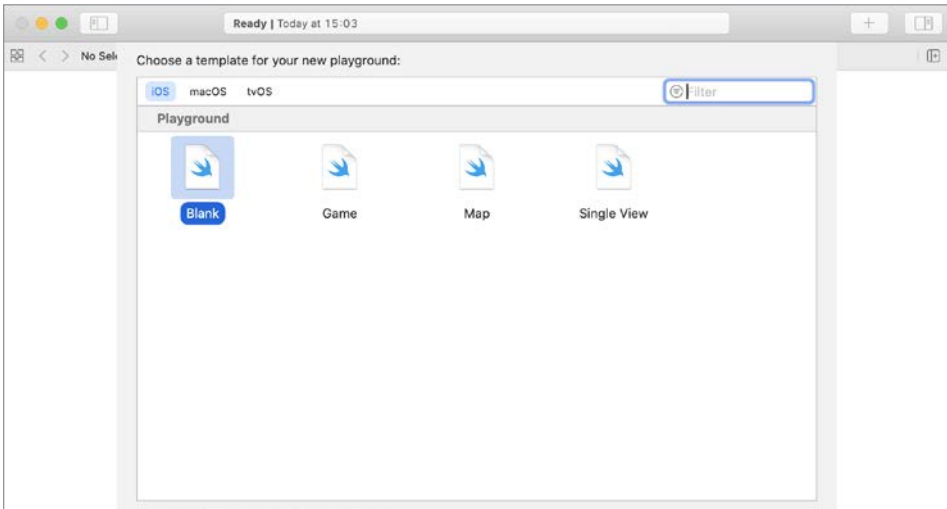 Ready | Today at 15:03
No Sele
Choose a template for your new playground:
iOS macOS tvOS
Filter
Playground
Blank Game Map Single View